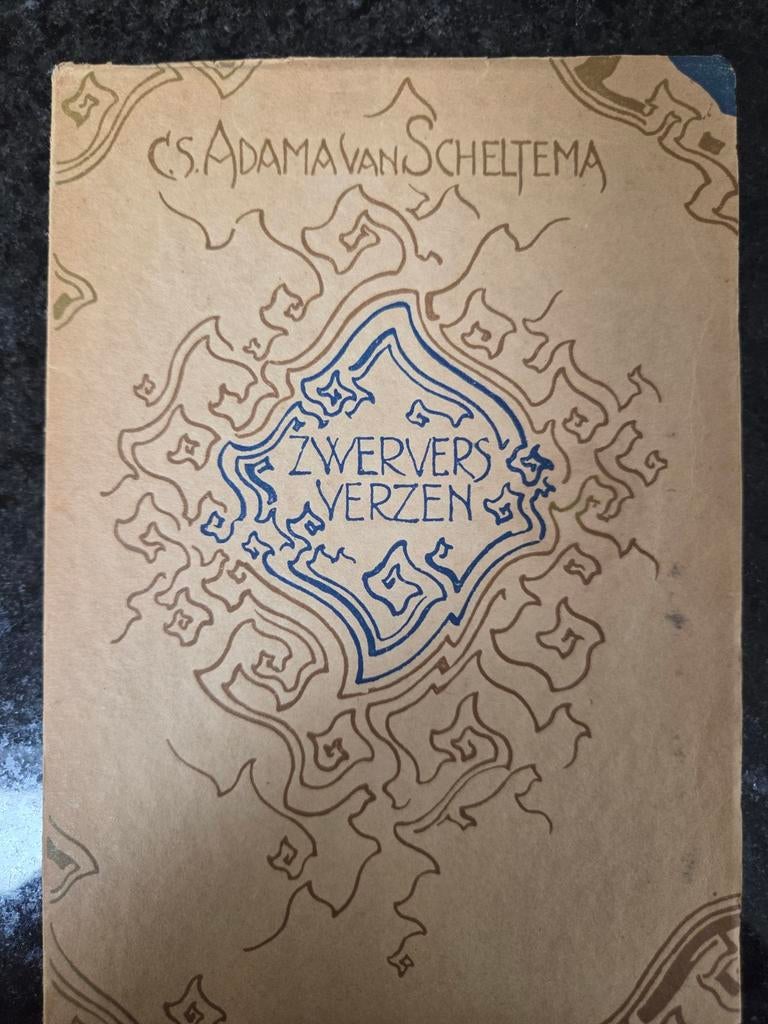 C.S. ADAMA VAN SCHELTEMA
ZWERVERS
VERZEN